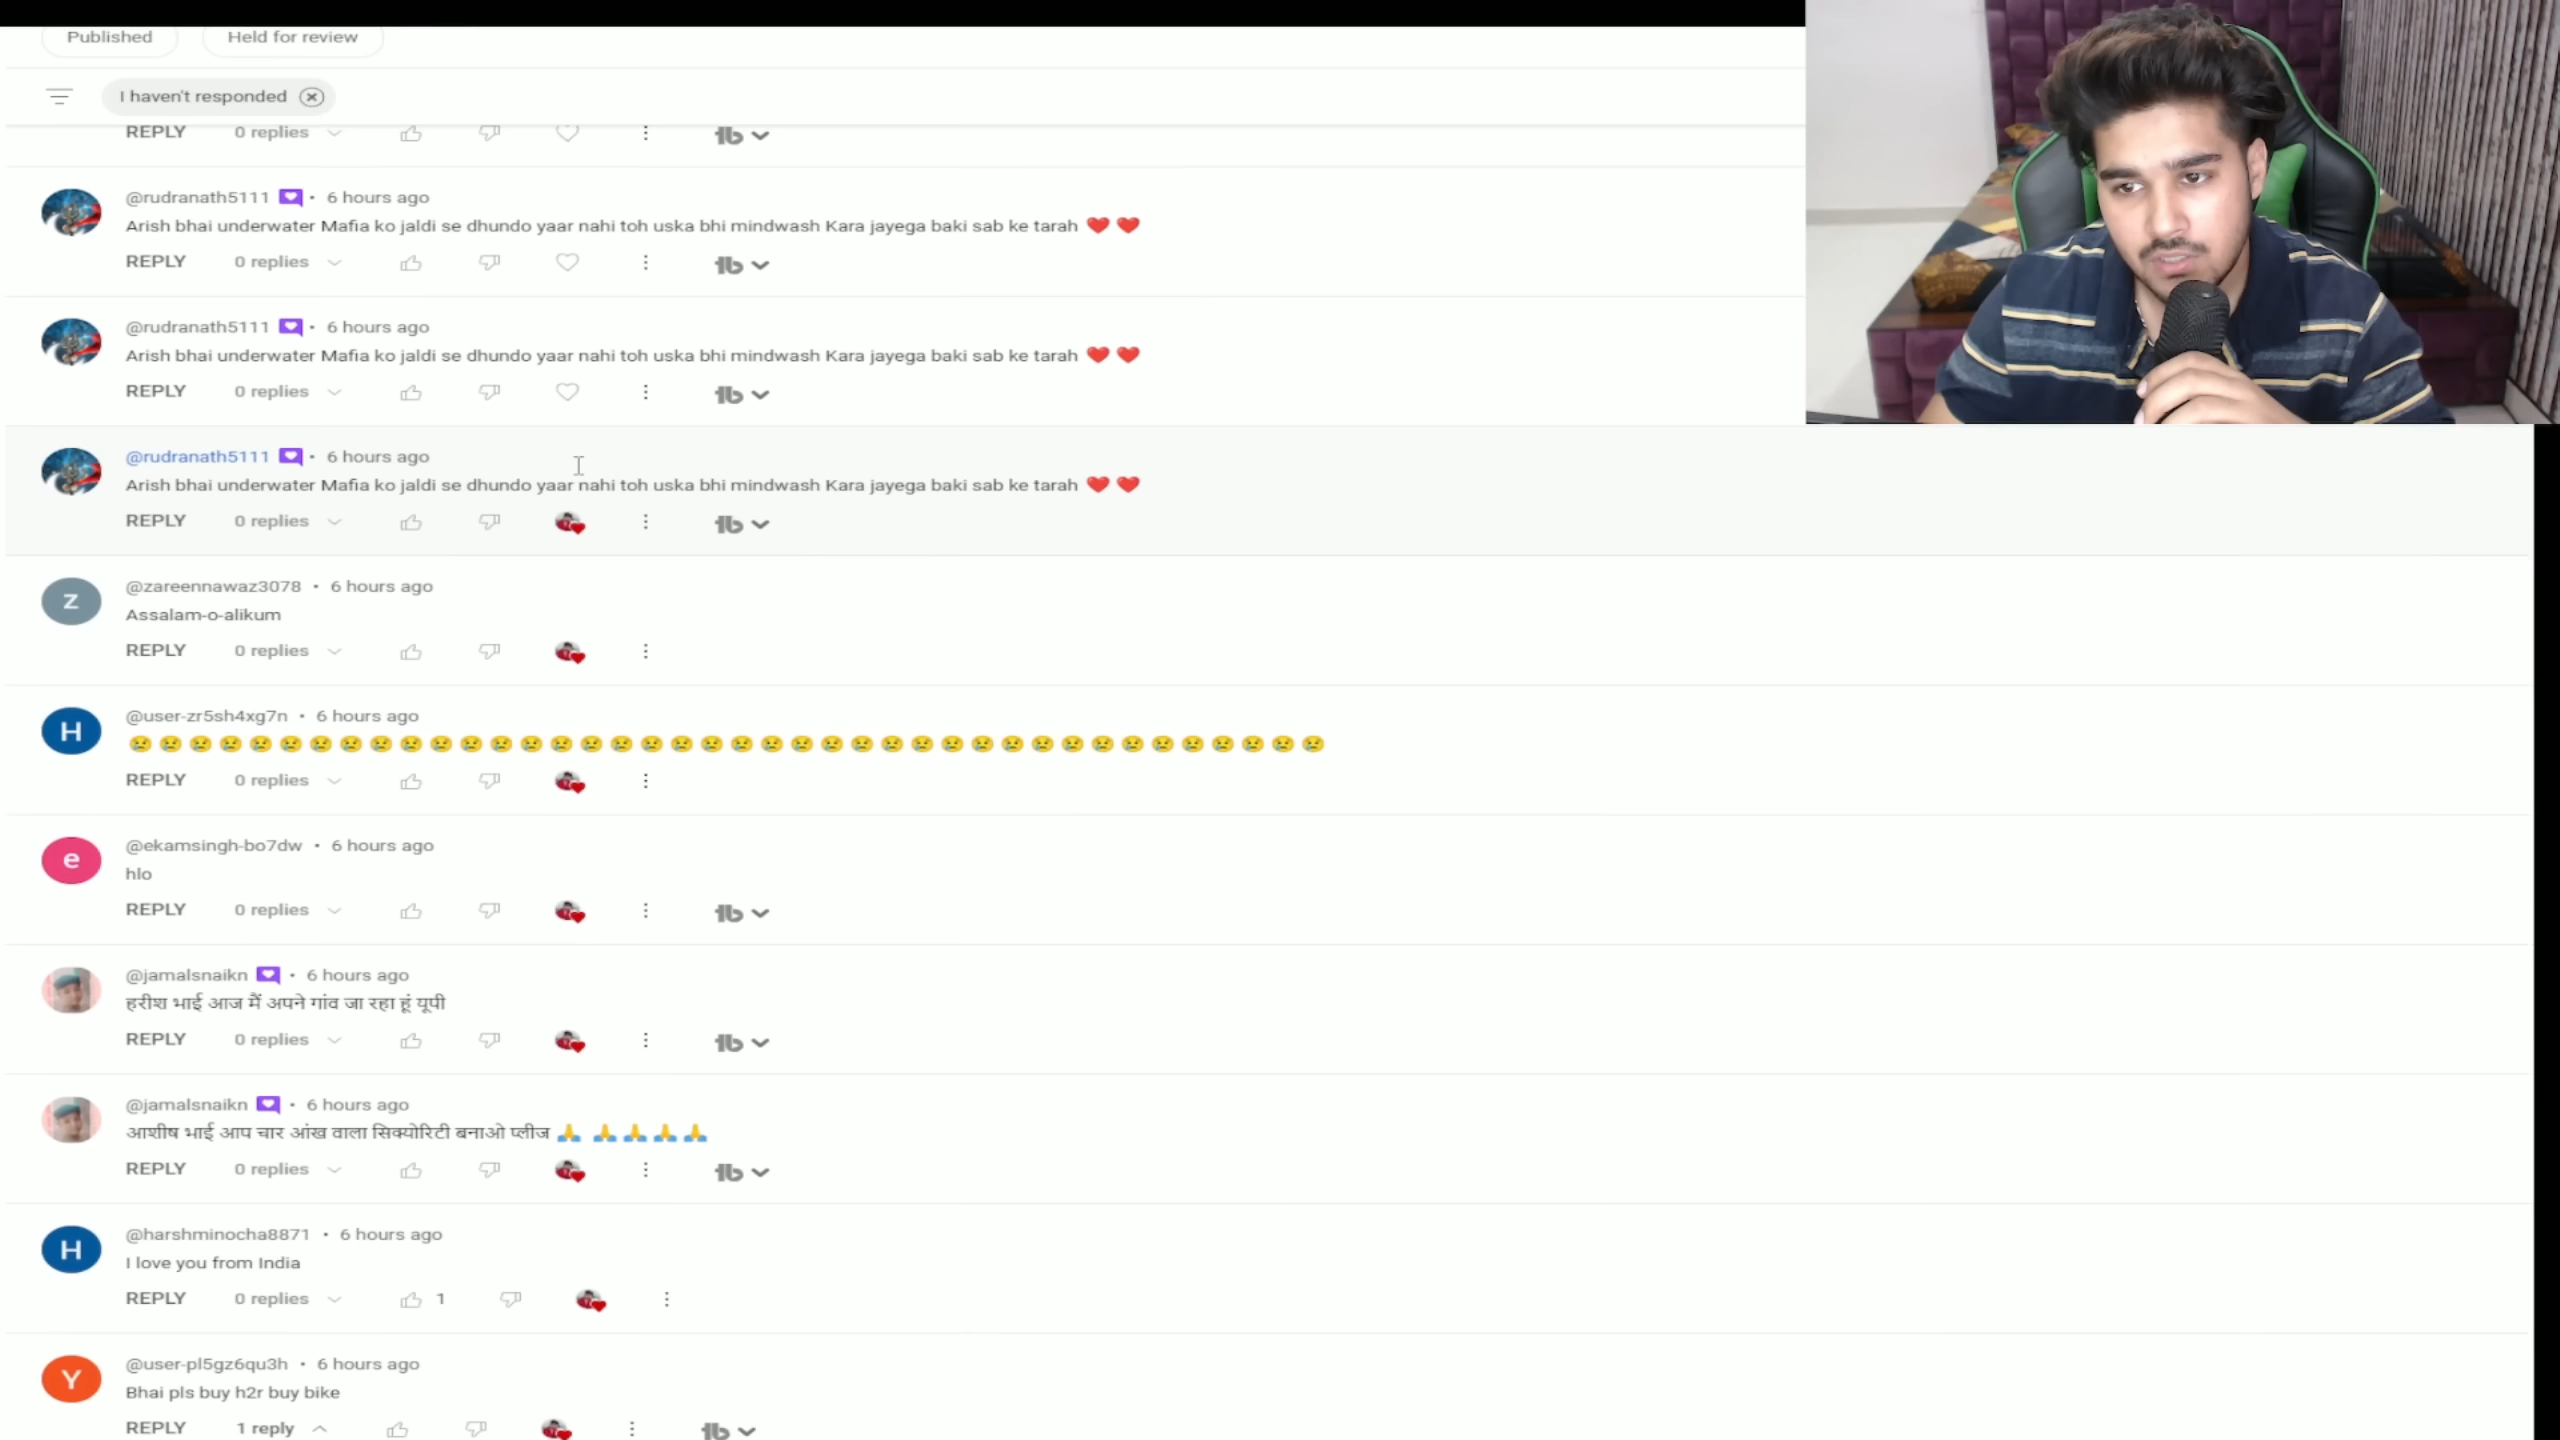 Published Held for review
I haven't responded
REPLY 0 replies
@rudranath5111 • 6 hours ago
Arish bhai underwater Mafia ko jaldi se dhundo yaar nahi toh uska bhi mindwash Kara jayega baki sab ke tarah ❤️ ❤️
REPLY 0 replies
@rudranath5111 • 6 hours ago
Arish bhai underwater Mafia ko jaldi se dhundo yaar nahi toh uska bhi mindwash Kara jayega baki sab ke tarah ❤️ ❤️
REPLY 0 replies
@rudranath5111 • 6 hours ago
Arish bhai underwater Mafia ko jaldi se dhundo yaar nahi toh uska bhi mindwash Kara jayega baki sab ke tarah ❤️ ❤️
REPLY 0 replies
Z
@zareennawaz3078 • 6 hours ago
Assalam-o-alikum
REPLY 0 replies
H
@user-zr5sh4xg7n • 6 hours ago
😢😢😢😢😢😢😢😢😢😢😢😢😢😢😢😢😢😢😢😢😢😢😢😢😢😢😢😢😢😢😢😢😢😢😢😢😢😢😢😢
REPLY 0 replies
e
@ekamsingh-bo7dw • 6 hours ago
hlo
REPLY 0 replies
@jamalsnaikn • 6 hours ago
हरीश भाई आज मैं अपने गांव जा रहा हूं यूपी
REPLY 0 replies
@jamalsnaikn • 6 hours ago
आशीष भाई आप चार आंख वाला सिक्योरिटी बनाओ प्लीज 🙏 🙏🙏🙏🙏
REPLY 0 replies
H
@harshminocha8871 • 6 hours ago
I love you from India
REPLY 0 replies 1
Y
@user-pl5gz6qu3h • 6 hours ago
Bhai pls buy h2r buy bike
REPLY 1 reply